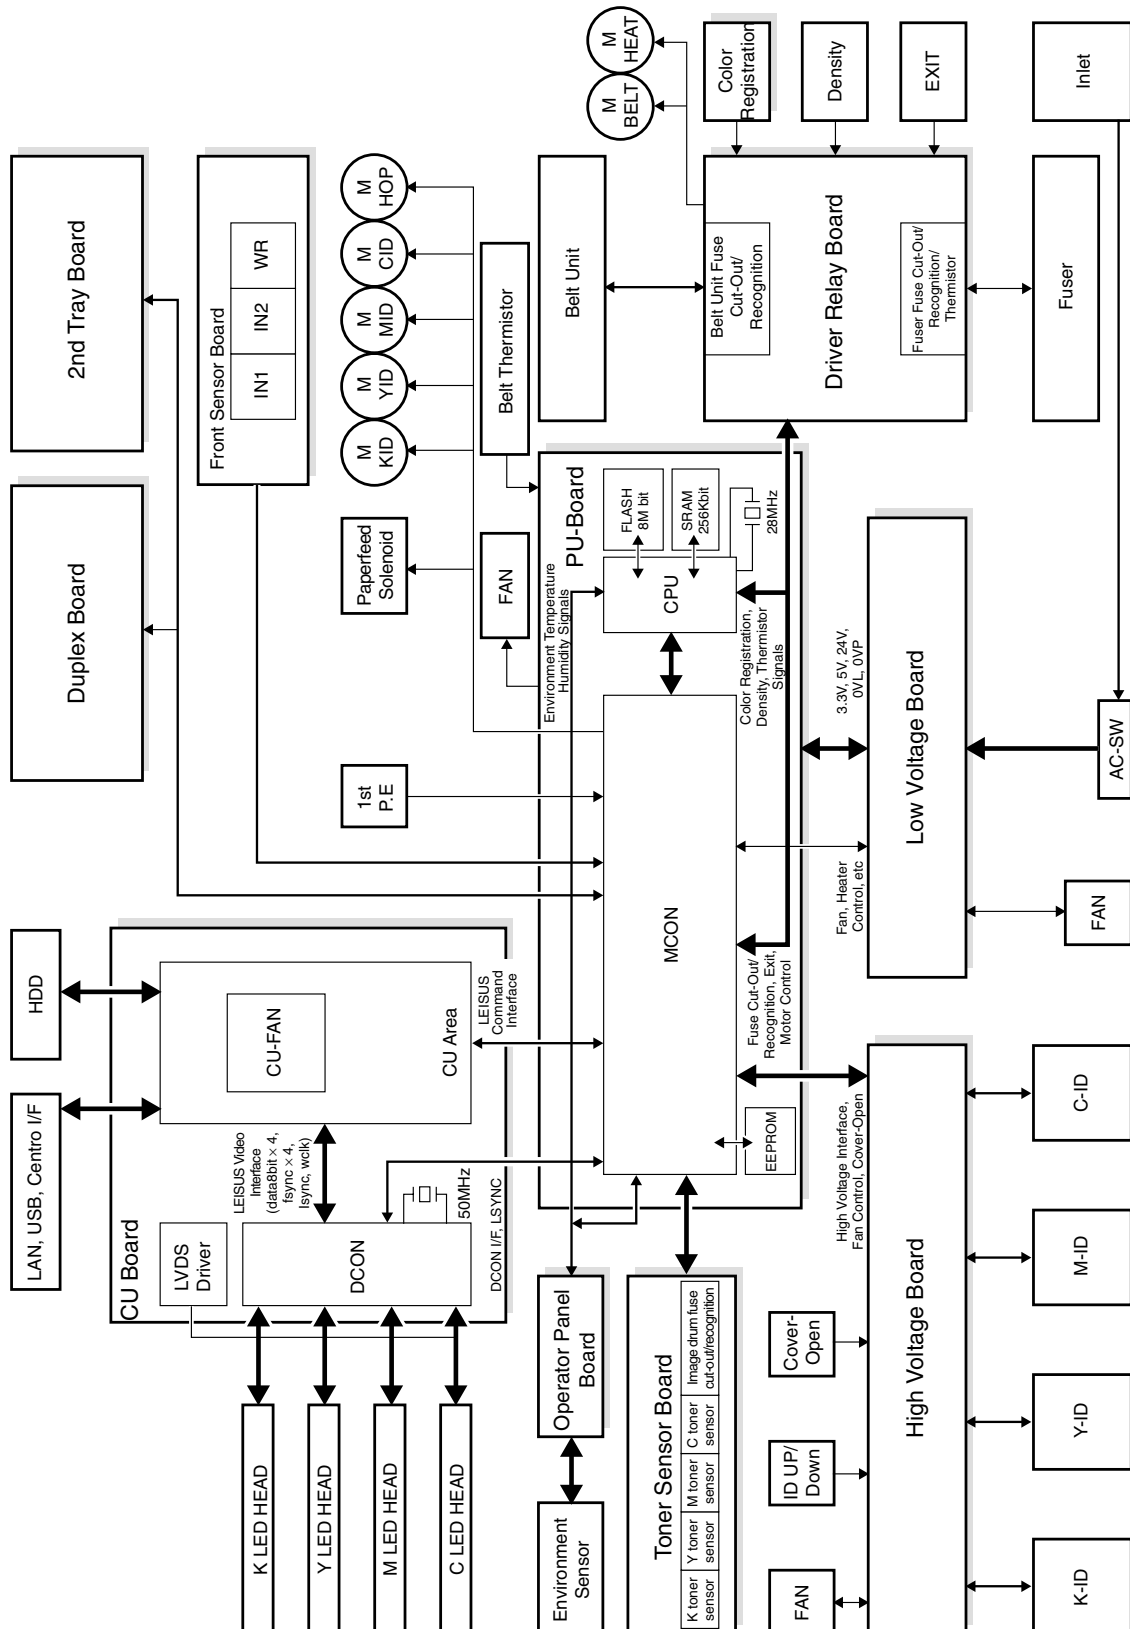 LAN, USB, Centro I/F
HDD
Duplex Board
2nd Tray Board
CU Board
LVDS
Driver
DCON
50MHz
DCON I/F, LSYNC
LEISUS Video
Interface
(data8bit × 4,
fsync × 4,
lsync, wclk)
CU-FAN
CU Area
LEISUS
Command
Interface
Front Sensor Board
IN1
IN2
WR
K LED HEAD
Y LED HEAD
M LED HEAD
C LED HEAD
1st
P.E
Paperfeed
Solenoid
M
KID
M
YID
M
MID
M
CID
M
HOP
FAN
Belt Thermistor
Environment
Sensor
Operator Panel
Board
PU-Board
Environment Temperature
Humidity Signals
MCON
CPU
FLASH
8M bit
SRAM
256Kbit
28MHz
EEPROM
Fuse Cut-Out/
Recognition, Exit,
Motor Control
Color Registration,
Density, Thermistor
Signals
Belt Unit
M
BELT
M
HEAT
Toner Sensor Board
K toner
sensor
Y toner
sensor
M toner
sensor
C toner
sensor
Image drum fuse
cut-out/recognition
Driver Relay Board
Belt Unit Fuse
Cut-Out/
Recognition
Fuser Fuse Cut-Out/
Recognition/
Thermistor
Color
Registration
Density
EXIT
FAN
ID UP/
Down
Cover-
Open
High Voltage Interface,
Fan Control, Cover-Open
Fan, Heater
Control, etc
3.3V, 5V, 24V,
0VL, 0VP
High Voltage Board
Low Voltage Board
K-ID
Y-ID
M-ID
C-ID
FAN
AC-SW
Fuser
Inlet